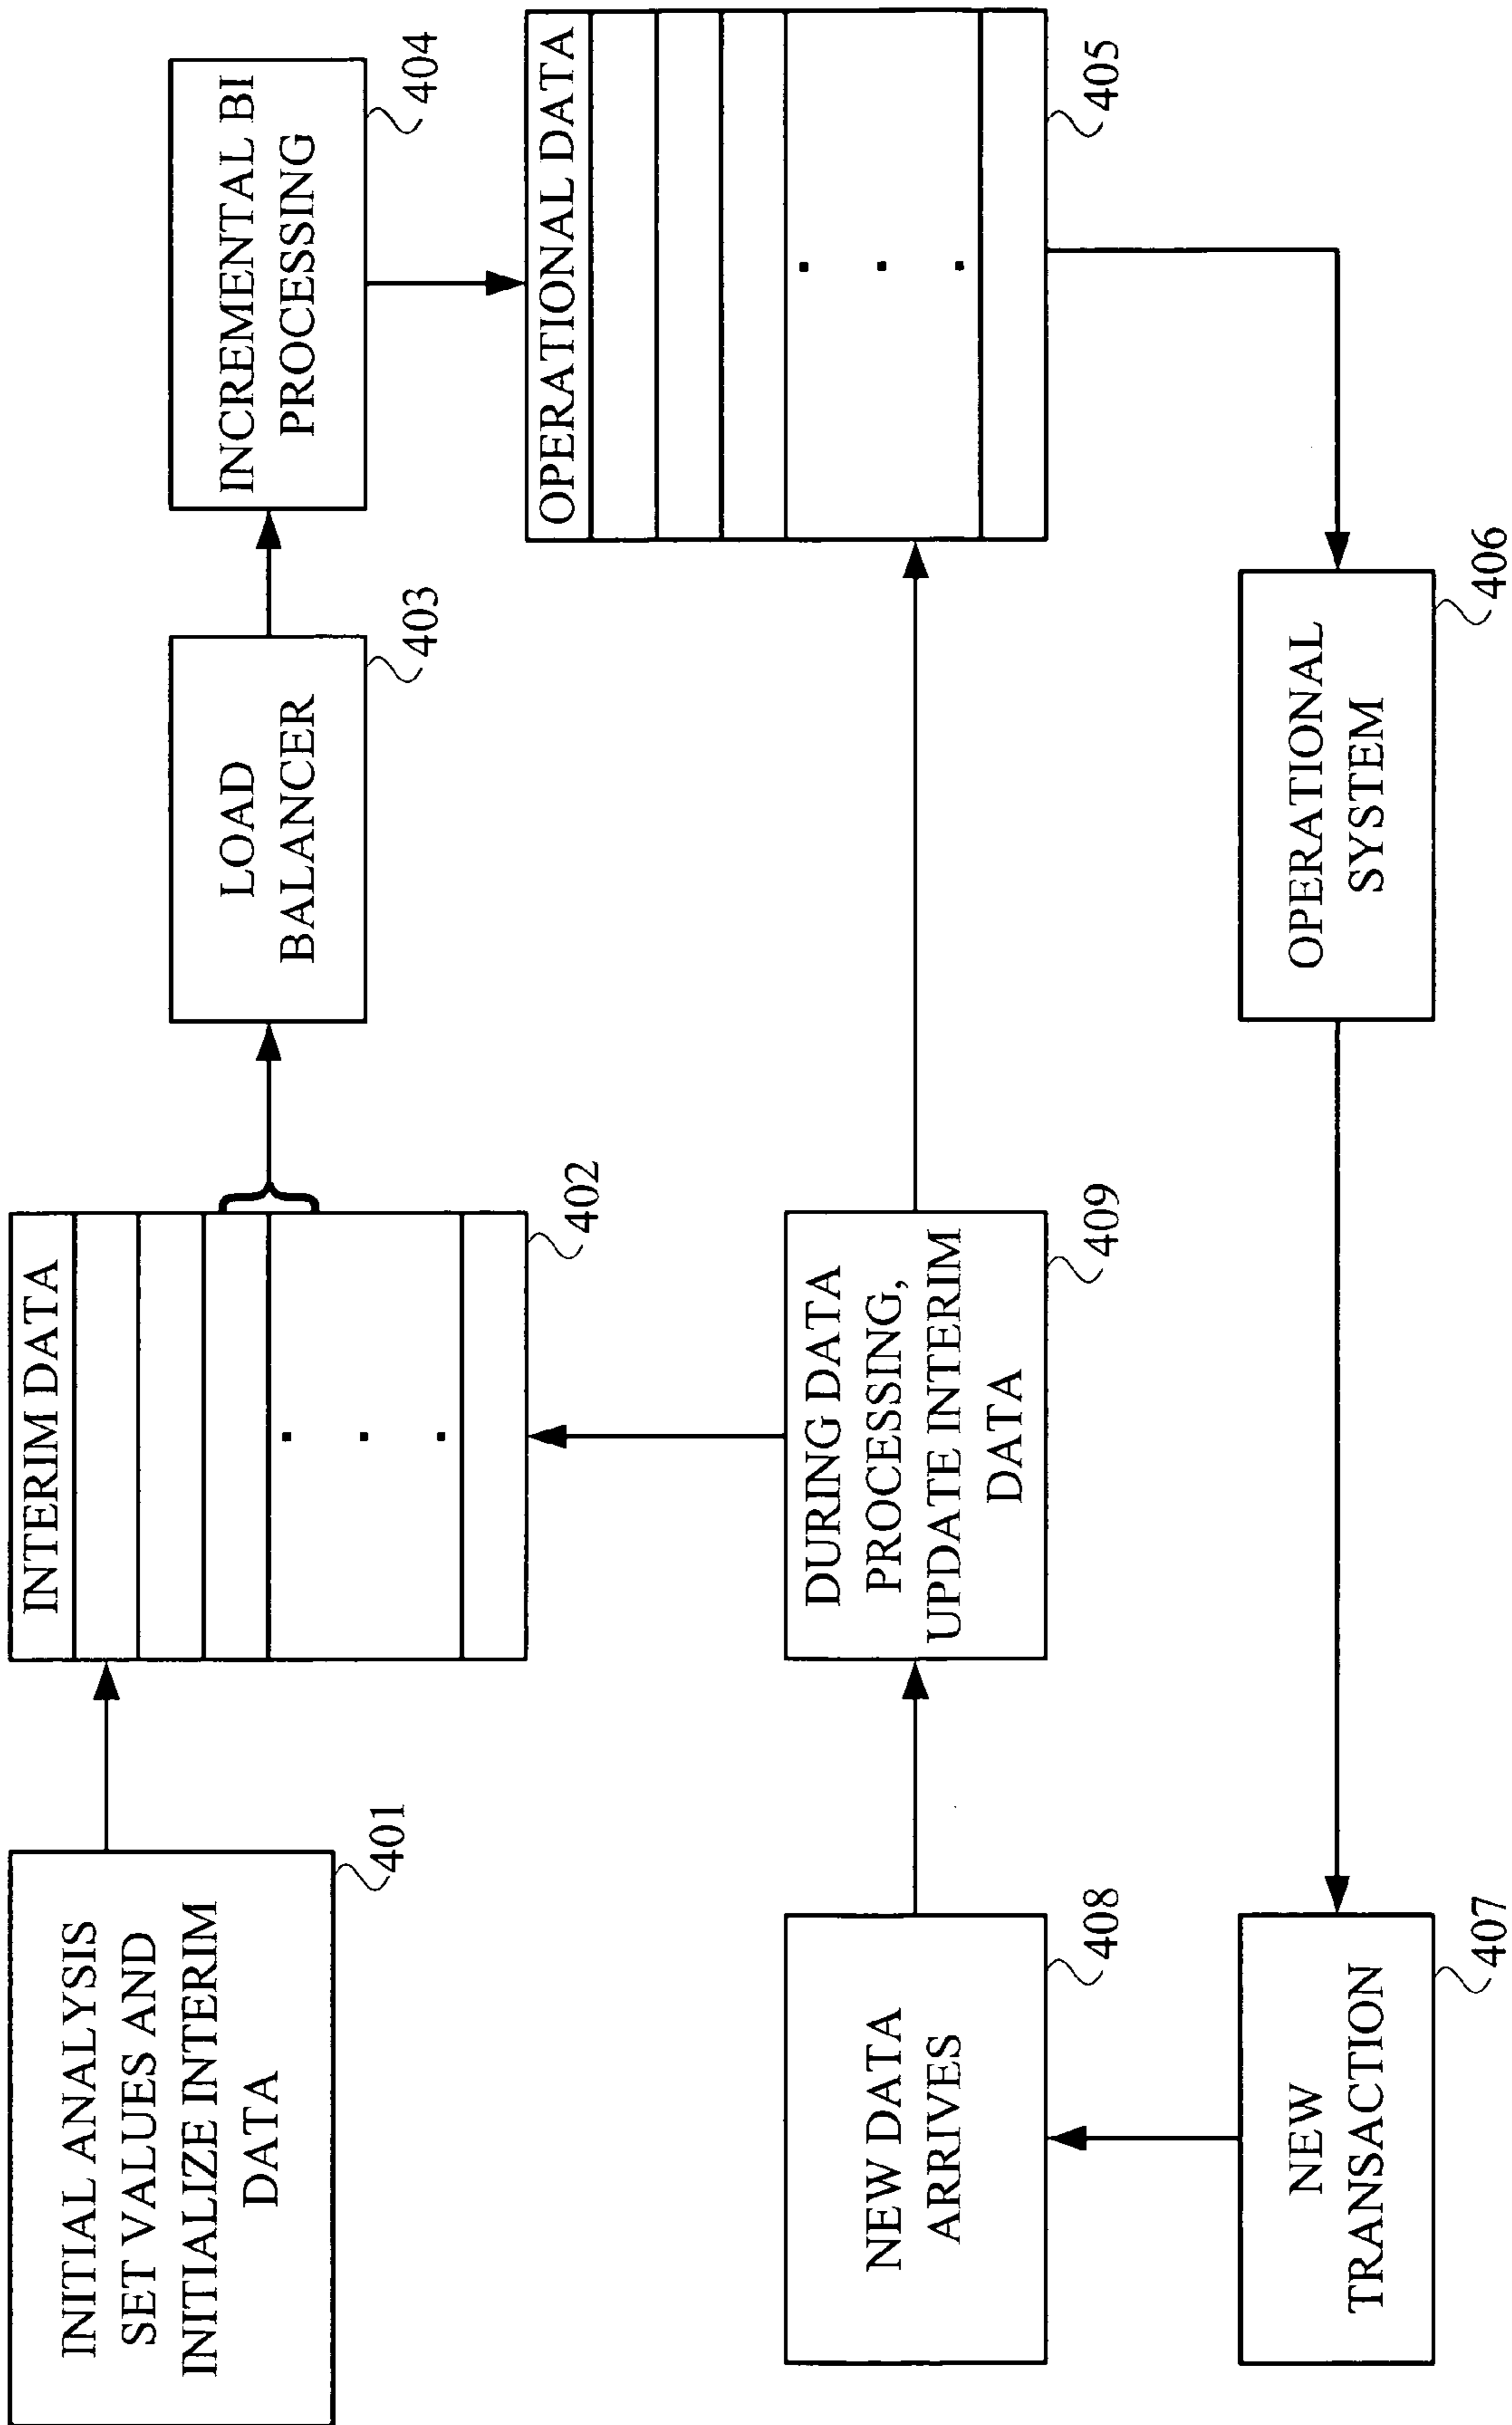 INITIAL ANALYSIS
SET VALUES AND
INITIALIZE INTERIM
DATA
401
INTERIM DATA
402
LOAD
BALANCER
403
INCREMENTAL BI
PROCESSING
404
OPERATIONAL DATA
405
NEW DATA
ARRIVES
408
DURING DATA
PROCESSING,
UPDATE INTERIM
DATA
409
NEW
TRANSACTION
407
OPERATIONAL
SYSTEM
406